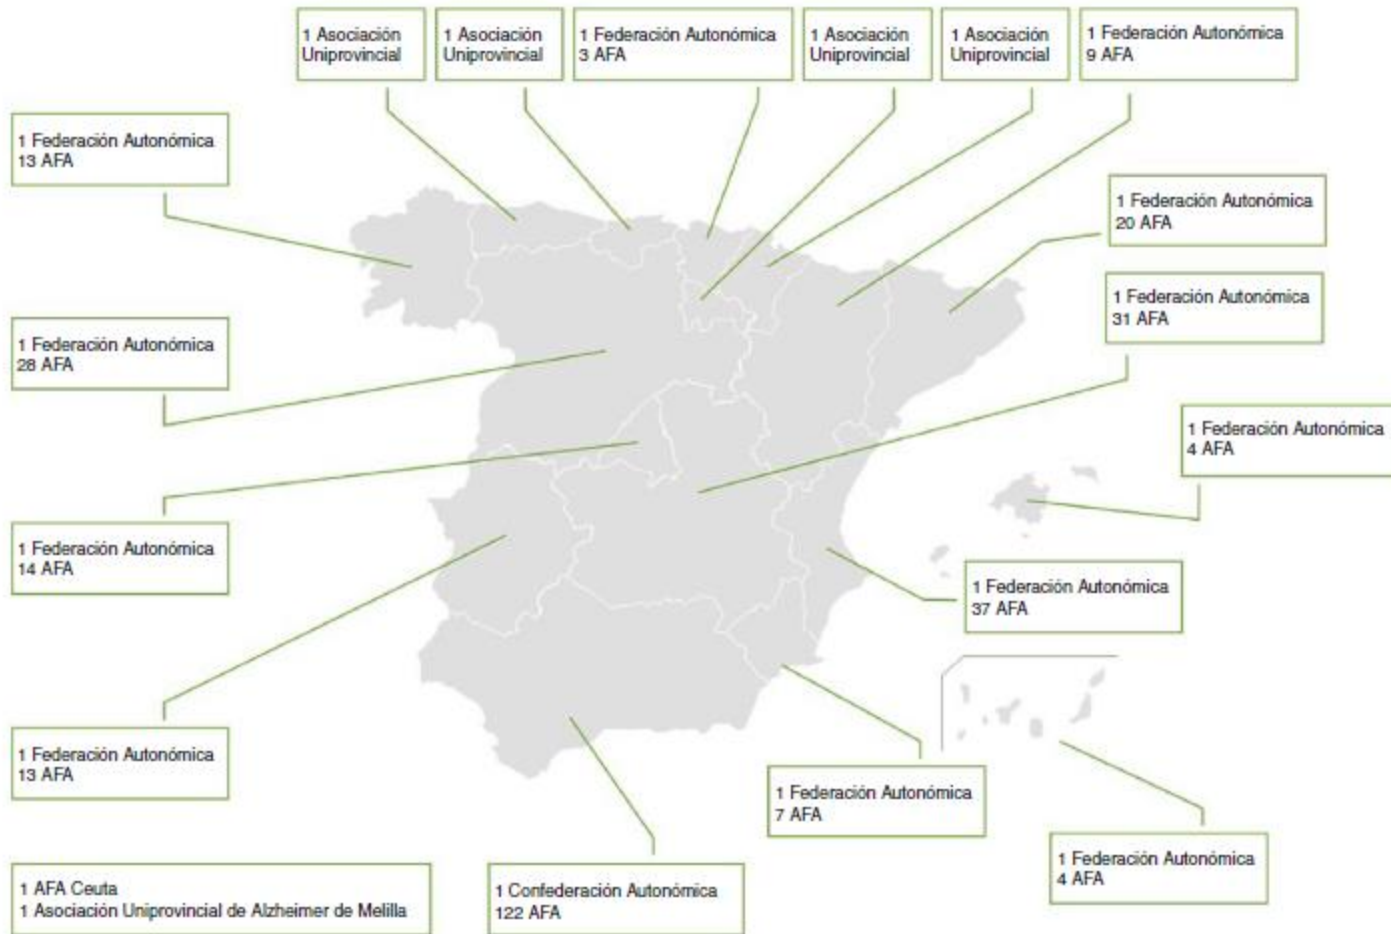 1 Asociación
Uniprovincial
1 Asociación
Uniprovincial
1 Federación Autonómica
3 AFA
1 Asociación
Uniprovincial
1 Asociación
Uniprovincial
1 Federación Autonómica
9 AFA
1 Federación Autonómica
13 AFA
1 Federación Autonómica
20 AFA
1 Federación Autonómica
31 AFA
1 Federación Autonómica
28 AFA
1 Federación Autonómica
4 AFA
1 Federación Autonómica
14 AFA
1 Federación Autonómica
37 AFA
1 Federación Autonómica
13 AFA
1 Federación Autonómica
7 AFA
1 Federación Autonómica
4 AFA
1 AFA Ceuta
1 Asociación Uniprovincial de Alzheimer de Melilla
1 Confederación Autonómica
122 AFA